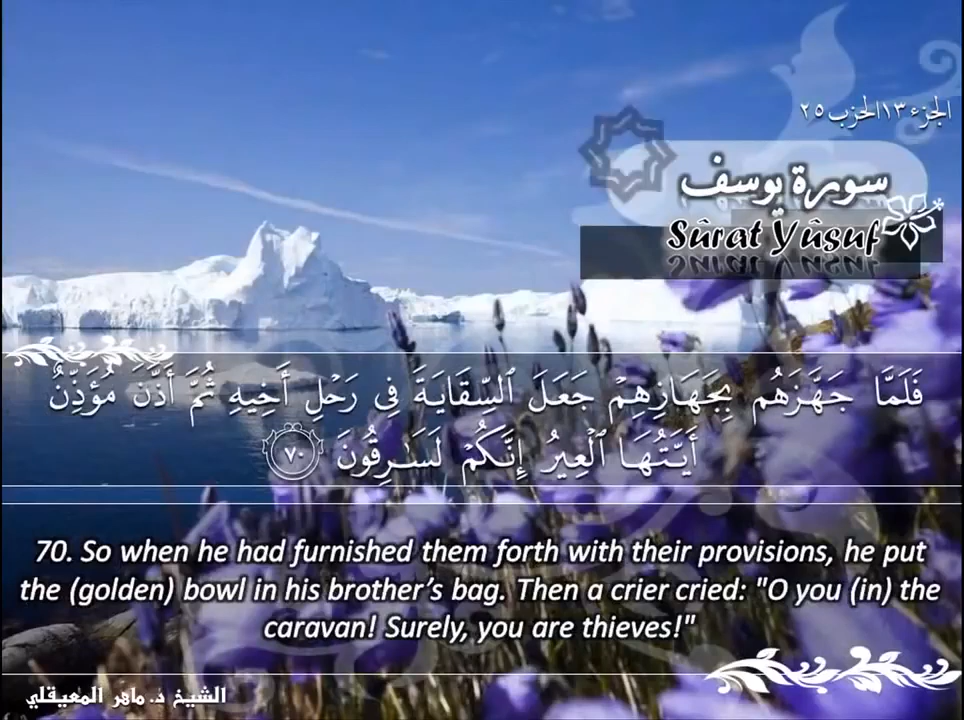 الجزء ١٣ الحزب ٢٥
سورة يوسف
Sûrat Yûsuf
فَلَمَّا جَهَّزَهُم بِجَهَازِهِمْ جَعَلَ ٱلسِّقَايَةَ فِى رَحْلِ أَخِيهِ ثُمَّ أَذَّنَ مُؤَذِّنٌ
أَيَّتُهَا ٱلْعِيرُ إِنَّكُمْ لَسَـٰرِقُونَ ٧٠
70. So when he had furnished them forth with their provisions, he put
the (golden) bowl in his brother’s bag. Then a crier cried: "O you (in) the
caravan! Surely, you are thieves!"
الشيخ د. ماهر المعيقلي